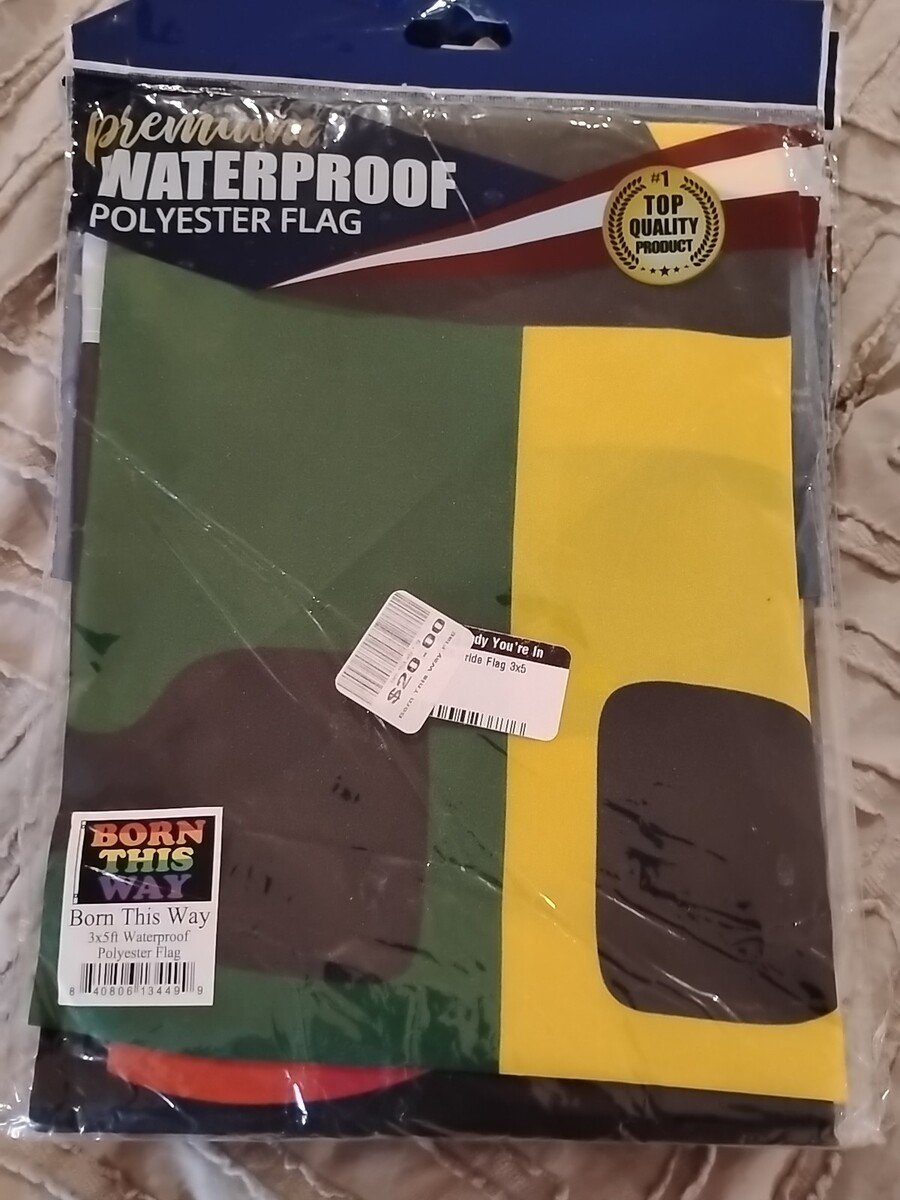 premium
WATERPROOF
POLYESTER FLAG
#1
TOP
QUALITY
PRODUCT
$20.00
Born This Way Flag
dy You're In
ride Flag 3x5
BORN
THIS
WAY
Born This Way
3x5ft Waterproof
Polyester Flag
8 40806 13449 9